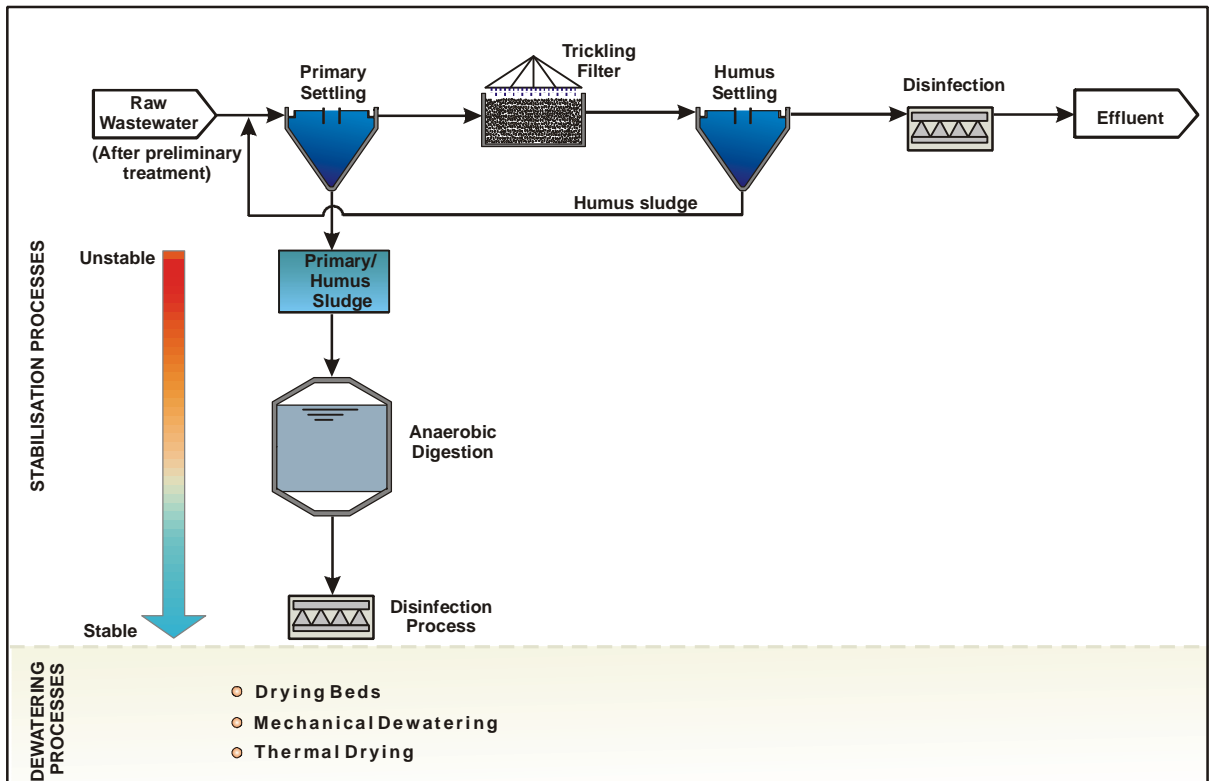 Trickling
Filter
Primary
Settling
Humus
Settling
Disinfection
Raw
Wastewater
Effluent
(After preliminary
treatment)
Humus sludge
STABILISATION PROCESSES
Unstable
Primary/
Humus
Sludge
Anaerobic
Digestion
Disinfection
Process
Stable
DEWATERING
PROCESSES
Drying Beds
Mechanical Dewatering
Thermal Drying